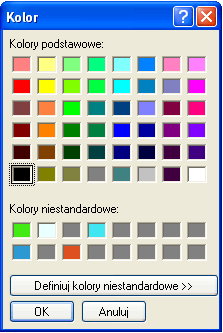 Kolor
Kolory podstawowe:
Kolory niestandardowe:
Definiuj kolory niestandardowe >>
OK
Anuluj